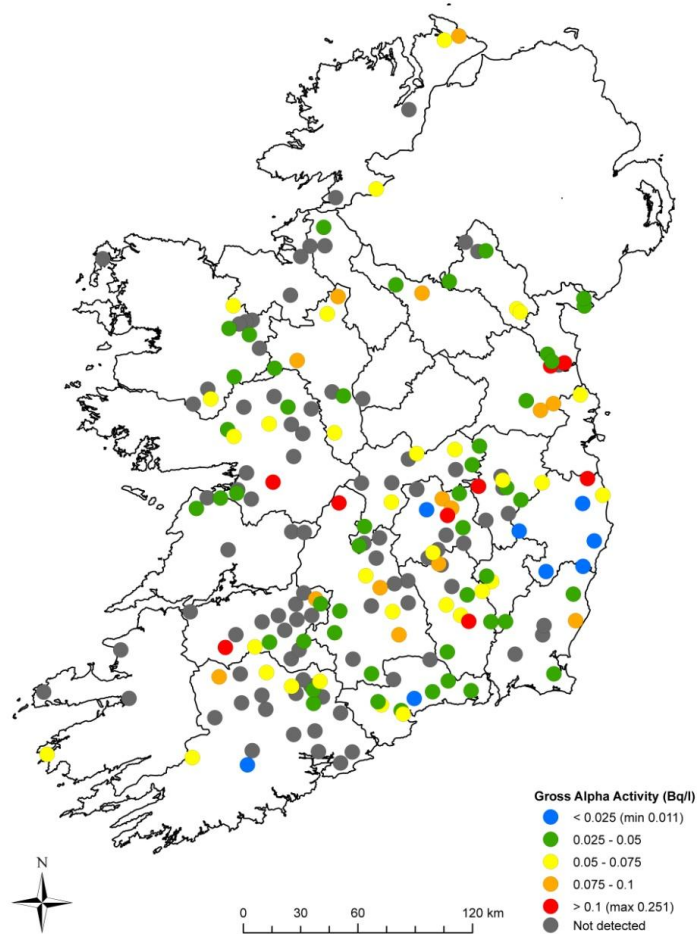 Gross Alpha Activity (Bq/l)
< 0.025 (min 0.011)
0.025 - 0.05
0.05 - 0.075
0.075 - 0.1
> 0.1 (max 0.251)
Not detected
N
0 30 60 120 km